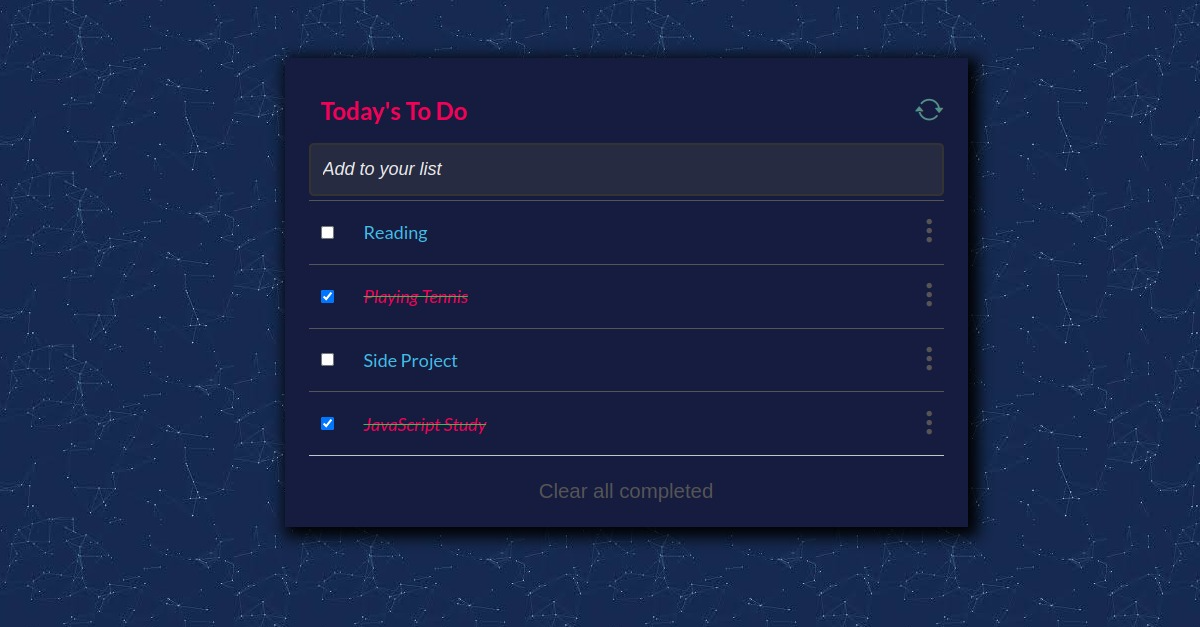 Today's To Do
Add to your list
Reading
Playing Tennis
Side Project
JavaScript Study
Clear all completed